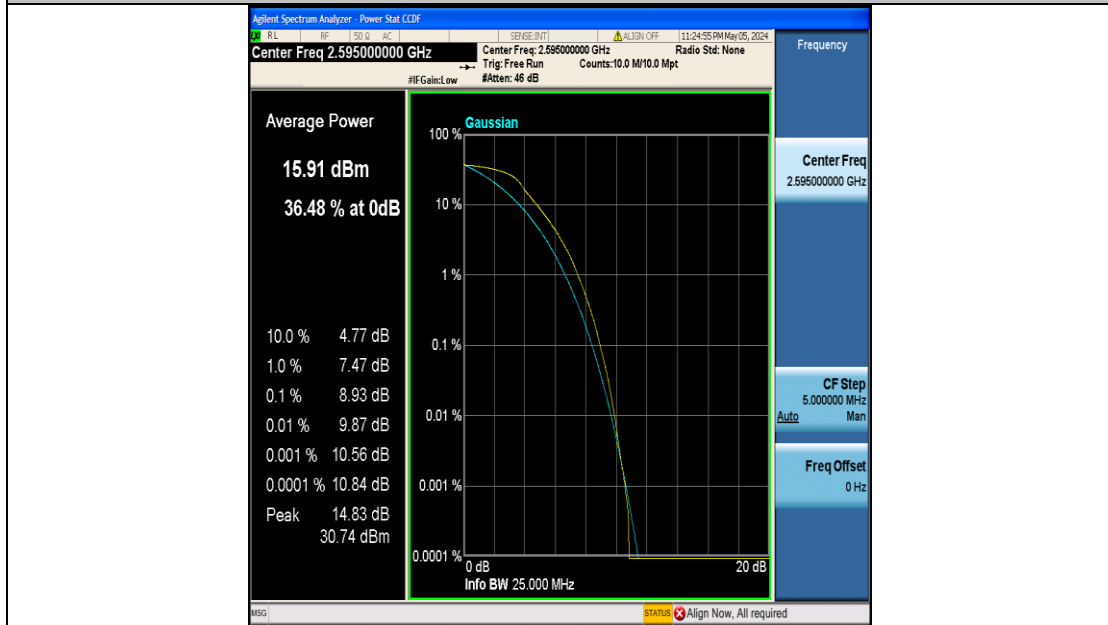 Agilent Spectrum Analyzer - Power Stat CCDF
RL RF 50 Ω AC SENSE:INT ALIGN OFF 11:24:55 PM May 05, 2024
Center Freq 2.595000000 GHz
Center Freq: 2.595000000 GHz Radio Std: None
Trig: Free Run Counts:10.0 M/10.0 Mpt
#IFGain:Low #Atten: 46 dB
Frequency
Average Power
15.91 dBm
36.48 % at 0dB
10.0 % 4.77 dB
1.0 % 7.47 dB
0.1 % 8.93 dB
0.01 % 9.87 dB
0.001 % 10.56 dB
0.0001 % 10.84 dB
Peak 14.83 dB
30.74 dBm
Gaussian
100 %
10 %
1 %
0.1 %
0.01 %
0.001 %
0.0001 %
0 dB 20 dB
Info BW 25.000 MHz
Center Freq
2.595000000 GHz
CF Step
5.000000 MHz
Auto Man
Freq Offset
0 Hz
MSG STATUS Align Now, All required